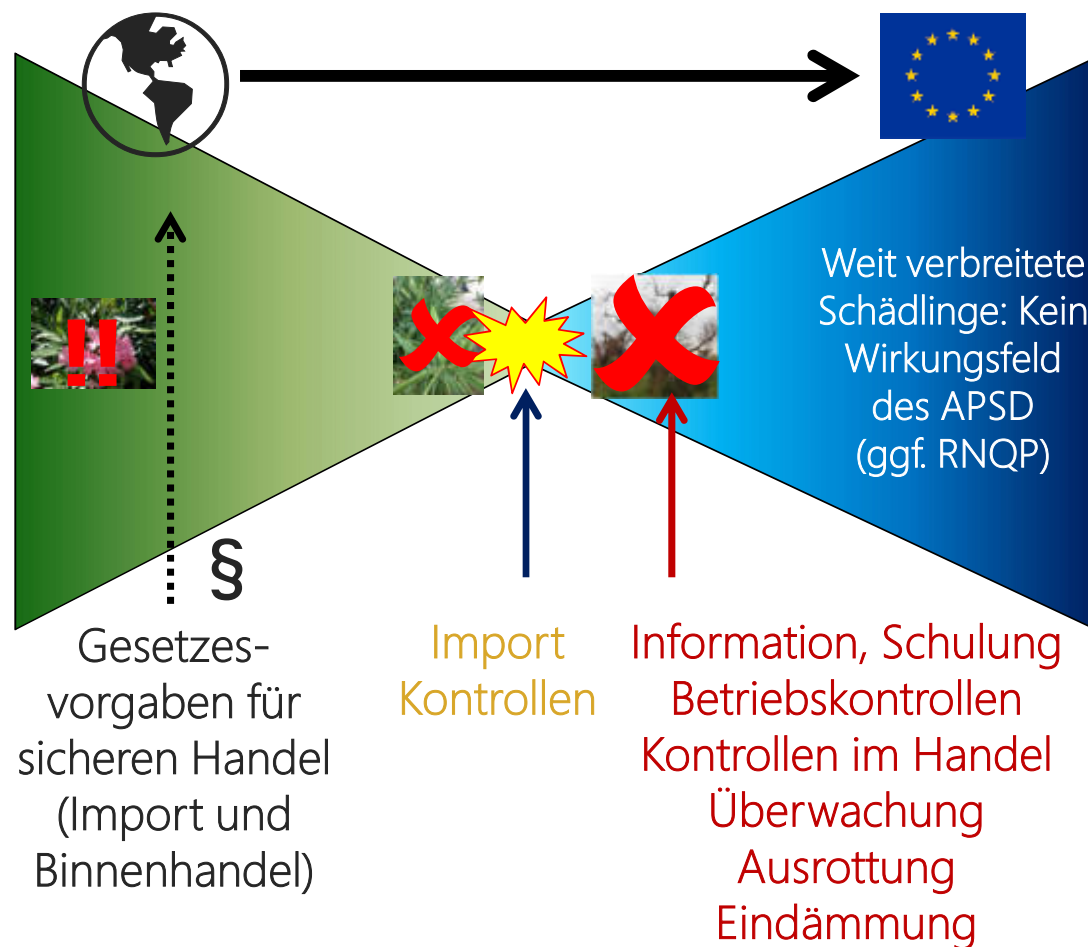 !!
Weit verbreitete
Schädlinge: Kein
Wirkungsfeld
des APSD
(ggf. RNQP)
§
Gesetzes-
vorgaben für
sicheren Handel
(Import und
Binnenhandel)
Import
Kontrollen
Information, Schulung
Betriebskontrollen
Kontrollen im Handel
Überwachung
Ausrottung
Eindämmung